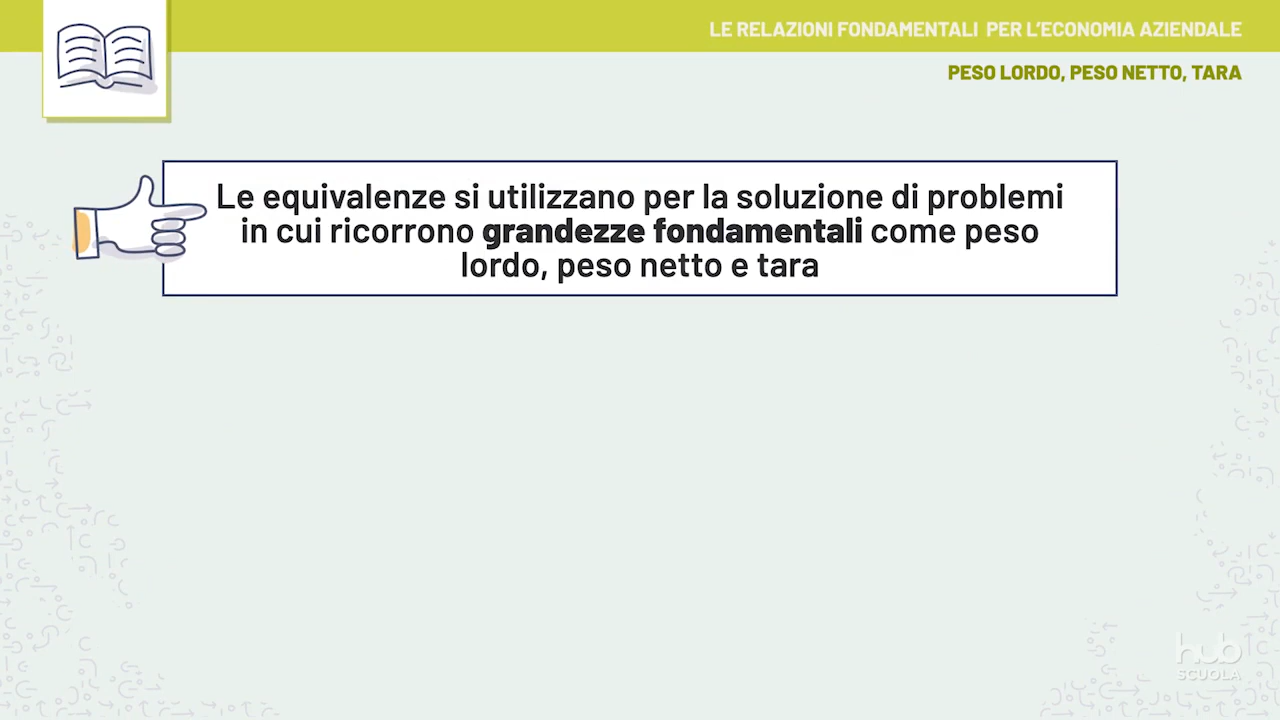 LE RELAZIONI FONDAMENTALI PER L'ECONOMIA AZIENDALE
PESO LORDO, PESO NETTO, TARA
Le equivalenze si utilizzano per la soluzione di problemi
in cui ricorrono grandezze fondamentali come peso
lordo, peso netto e tara
hub
SCUOLA